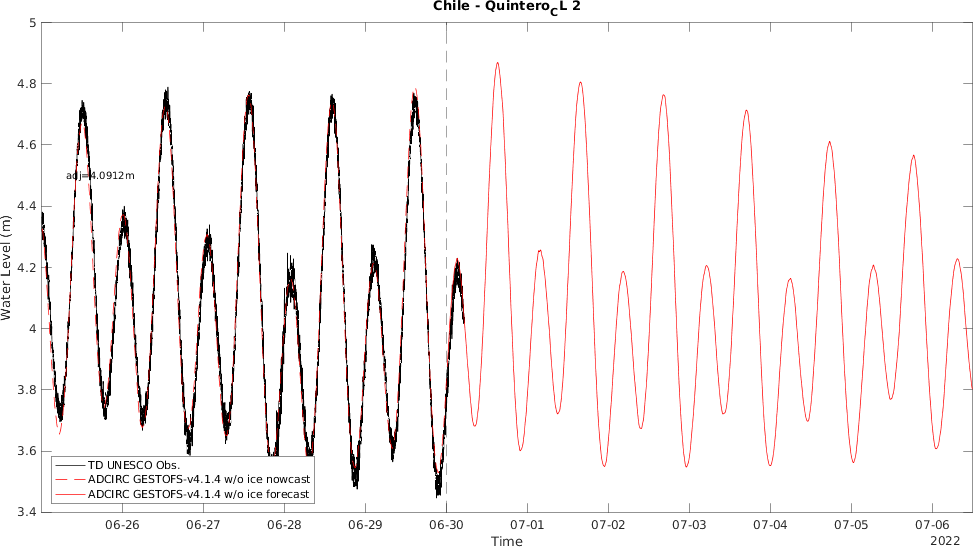 Chile - Quintero_CL 2
Water Level (m)
5
4.8
4.6
4.4
4.2
4
3.8
3.6
3.4
adj=4.0912m
TD UNESCO Obs.
ADCIRC GESTOFS-v4.1.4 w/o ice nowcast
ADCIRC GESTOFS-v4.1.4 w/o ice forecast
06-26 06-27 06-28 06-29 06-30 07-01 07-02 07-03 07-04 07-05 07-06
Time
2022